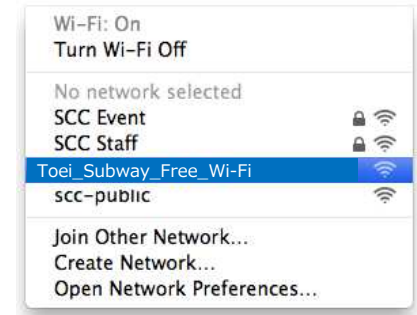 Wi-Fi: On
Turn Wi-Fi Off
No network selected
SCC Event
SCC Staff
Toei_Subway_Free_Wi-Fi
scc-public
Join Other Network...
Create Network...
Open Network Preferences...